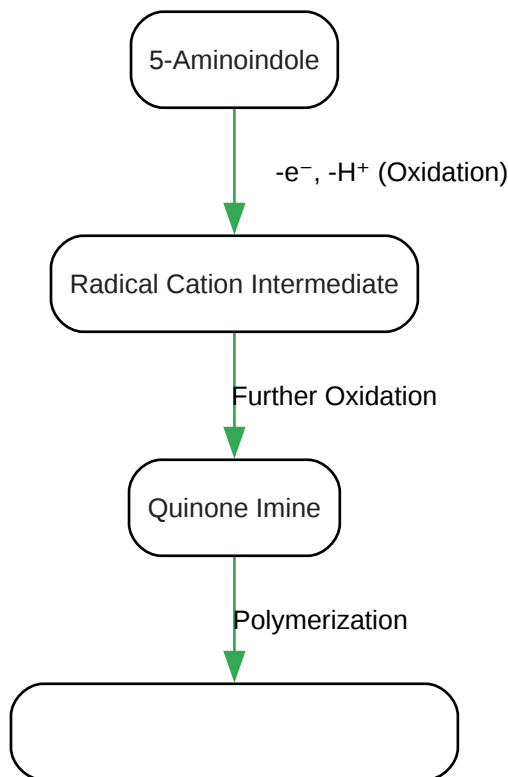 5-Aminoindole
-e⁻, -H⁺ (Oxidation)
Radical Cation Intermediate
Further Oxidation
Quinone Imine
Polymerization